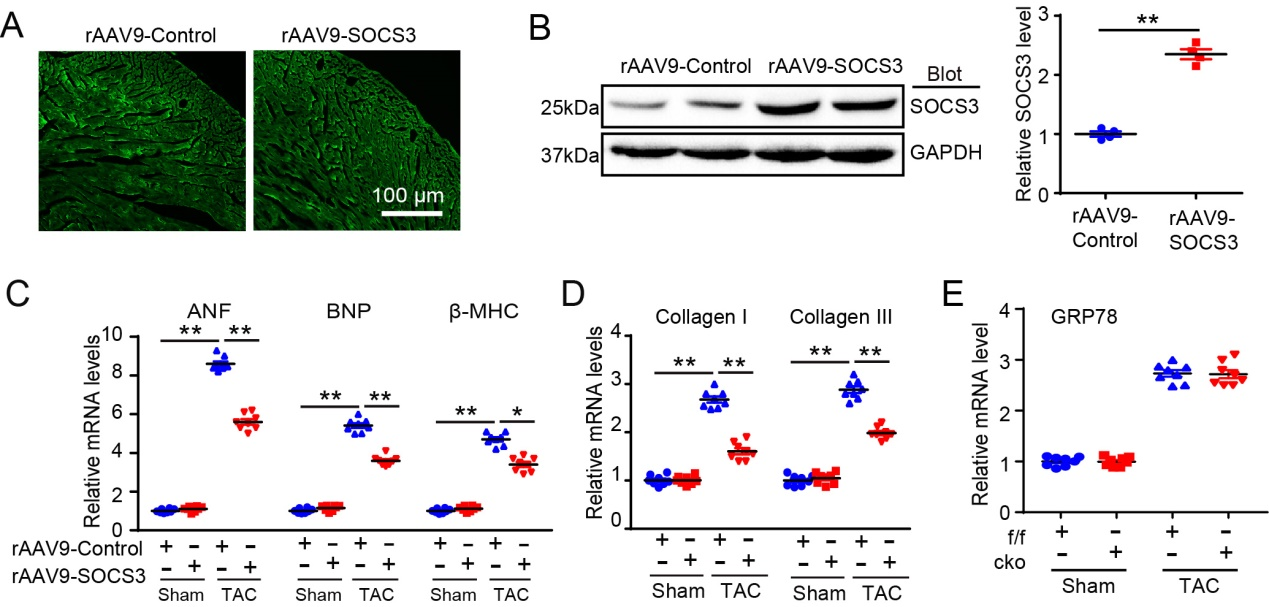 A
rAAV9-Control rAAV9-SOCS3
100 μm
B
rAAV9-Control rAAV9-SOCS3 Blot
25kDa SOCS3
37kDa GAPDH
Relative SOCS3 level
3
2
1
0
**
rAAV9-Control
rAAV9-SOCS3
C
Relative mRNA levels
10
8
6
4
2
0
ANF BNP β-MHC
** **
** **
** *
rAAV9-Control + - + - + - + - + - + -
rAAV9-SOCS3 - + - + - + - + - + - +
Sham TAC Sham TAC Sham TAC
D
Relative mRNA levels
4
3
2
1
0
Collagen I Collagen III
** ** ** **
+ - + - + - + -
- + - + - + - +
Sham TAC Sham TAC
E
Relative mRNA level
4
3
2
1
0
GRP78
f/f + - + -
cko - + - +
Sham TAC